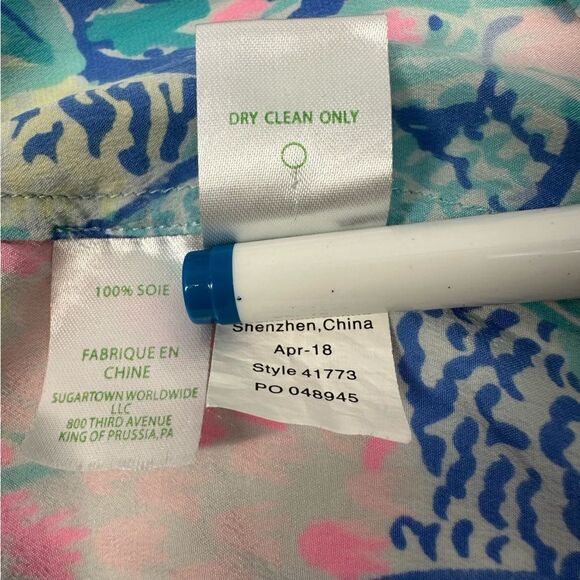 DRY CLEAN ONLY
100% SOIE
FABRIQUE EN
CHINE
SUGARTOWN WORLDWIDE
LLC
800 THIRD AVENUE
KING OF PRUSSIA,PA
Shenzhen,China
Apr-18
Style 41773
PO 048945